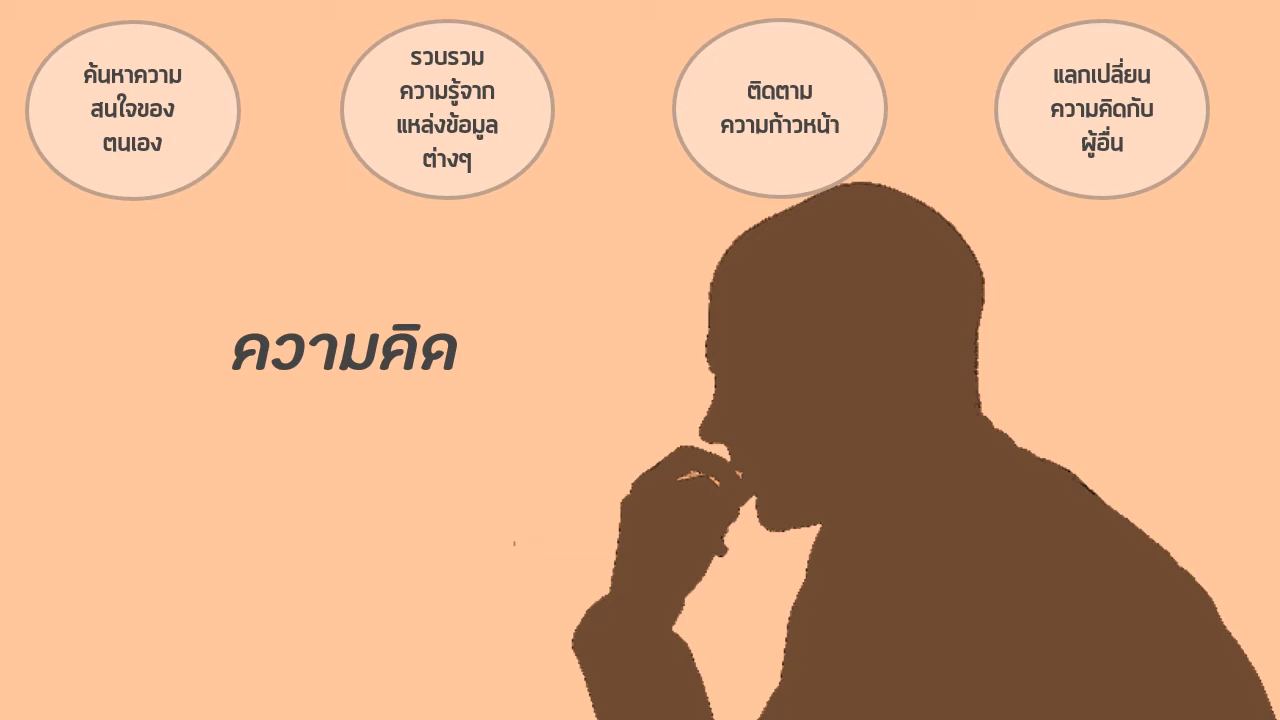 ค้นหาความ
สนใจของ
ตนเอง
รวบรวม
ความรู้จาก
แหล่งข้อมูล
ต่างๆ
ติดตาม
ความก้าวหน้า
แลกเปลี่ยน
ความคิดกับ
ผู้อื่น
ความคิด